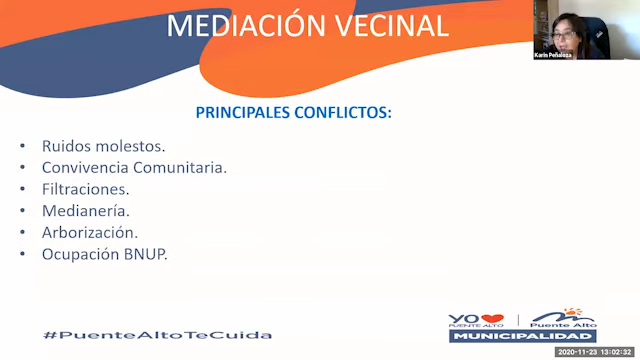 MEDIACIÓN VECINAL
Karin Peñaloza
PRINCIPALES CONFLICTOS:
• Ruidos molestos.
• Convivencia Comunitaria.
• Filtraciones.
• Medianería.
• Arborización.
• Ocupación BNUP.
#PuenteAltoTeCuida
YO
PUENTE ALTO
Puente Alto
MUNICIPALIDAD
2020-11-23 13:02:32